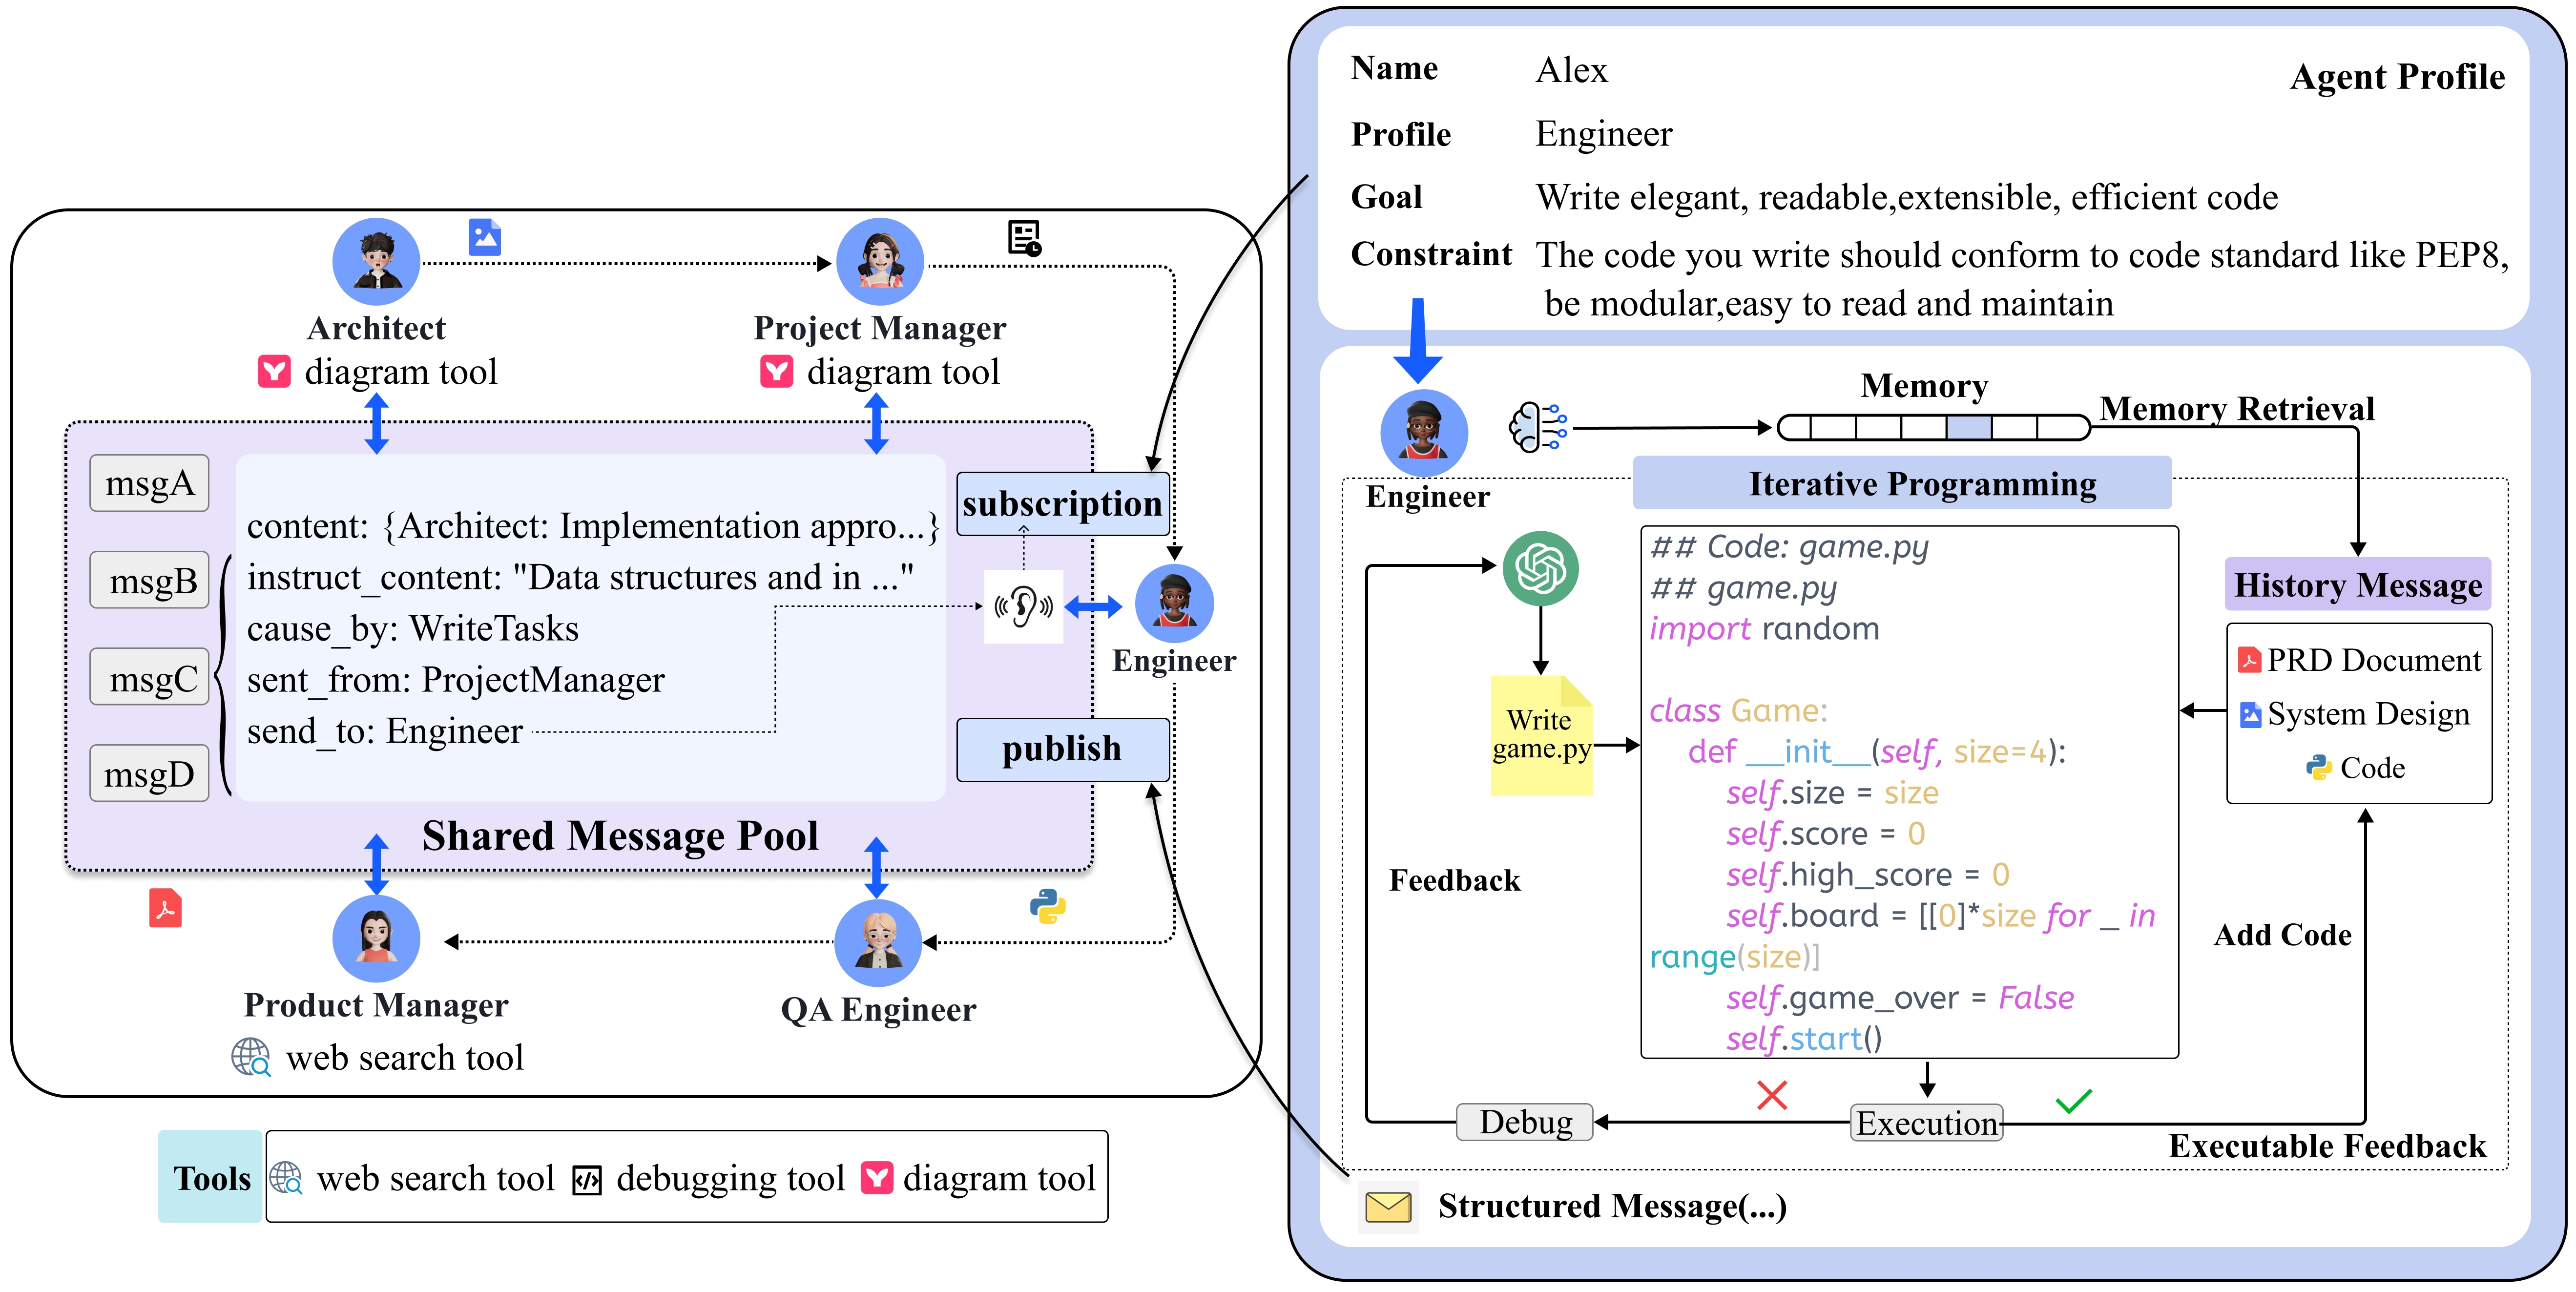 Architect
diagram tool
Project Manager
diagram tool
msgA
msgB
msgC
msgD
content: {Architect: Implementation appro...}
instruct_content: "Data structures and in ..."
cause_by: WriteTasks
sent_from: ProjectManager
send_to: Engineer
subscription
publish
Engineer
Shared Message Pool
Product Manager
web search tool
QA Engineer
Tools
web search tool
debugging tool
diagram tool
Agent Profile
Name Alex
Profile Engineer
Goal Write elegant, readable,extensible, efficient code
Constraint The code you write should conform to code standard like PEP8,
be modular,easy to read and maintain
Engineer
Memory
Memory Retrieval
Iterative Programming
Write
game.py
## Code: game.py
## game.py
import random
class Game:
def __init__(self, size=4):
self.size = size
self.score = 0
self.high_score = 0
self.board = [[0]*size for _ in
range(size)]
self.game_over = False
self.start()
History Message
PRD Document
System Design
Code
Feedback
Add Code
Debug
Execution
Executable Feedback
Structured Message(...)